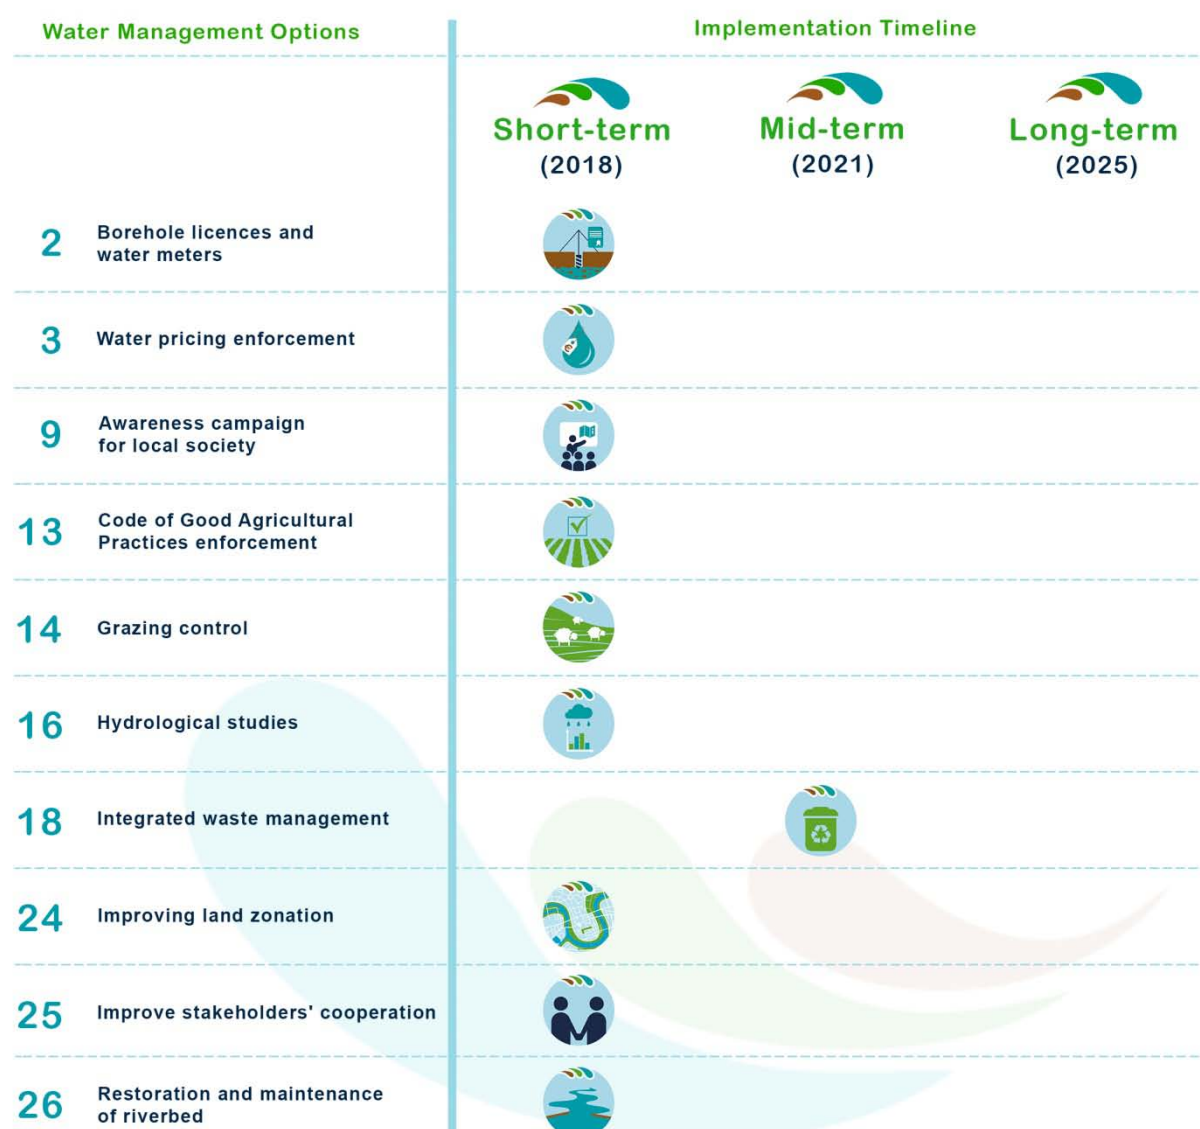 Water Management Options
Implementation Timeline
Short-term
(2018)
Mid-term
(2021)
Long-term
(2025)
2
Borehole licences and
water meters
3
Water pricing enforcement
9
Awareness campaign
for local society
13
Code of Good Agricultural
Practices enforcement
14
Grazing control
16
Hydrological studies
18
Integrated waste management
24
Improving land zonation
25
Improve stakeholders' cooperation
26
Restoration and maintenance
of riverbed